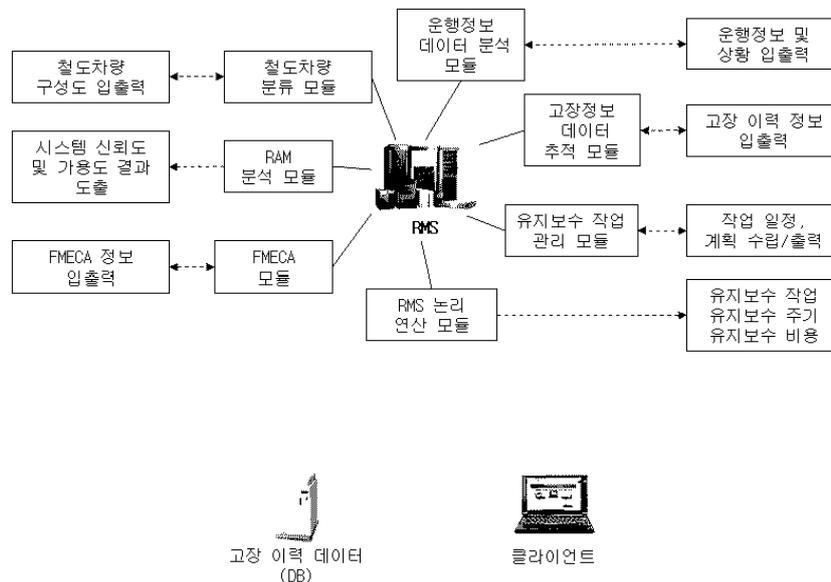 운행정보
데이터 분석
모듈
운행정보 및
상황 입출력
철도차량
구성도 입출력
철도차량
분류 모듈
고장정보
데이터
추적 모듈
고장 이력 정보
입출력
시스템 신뢰도
및 가용도 결과
도출
RAM
분석 모듈
RMS
유지보수 작업
관리 모듈
작업 일정,
계획 수립/출력
FMECA 정보
입출력
FMECA
모듈
RMS 논리
연산 모듈
유지보수 작업
유지보수 주기
유지보수 비용
고장 이력 데이터
(DB)
클라이언트